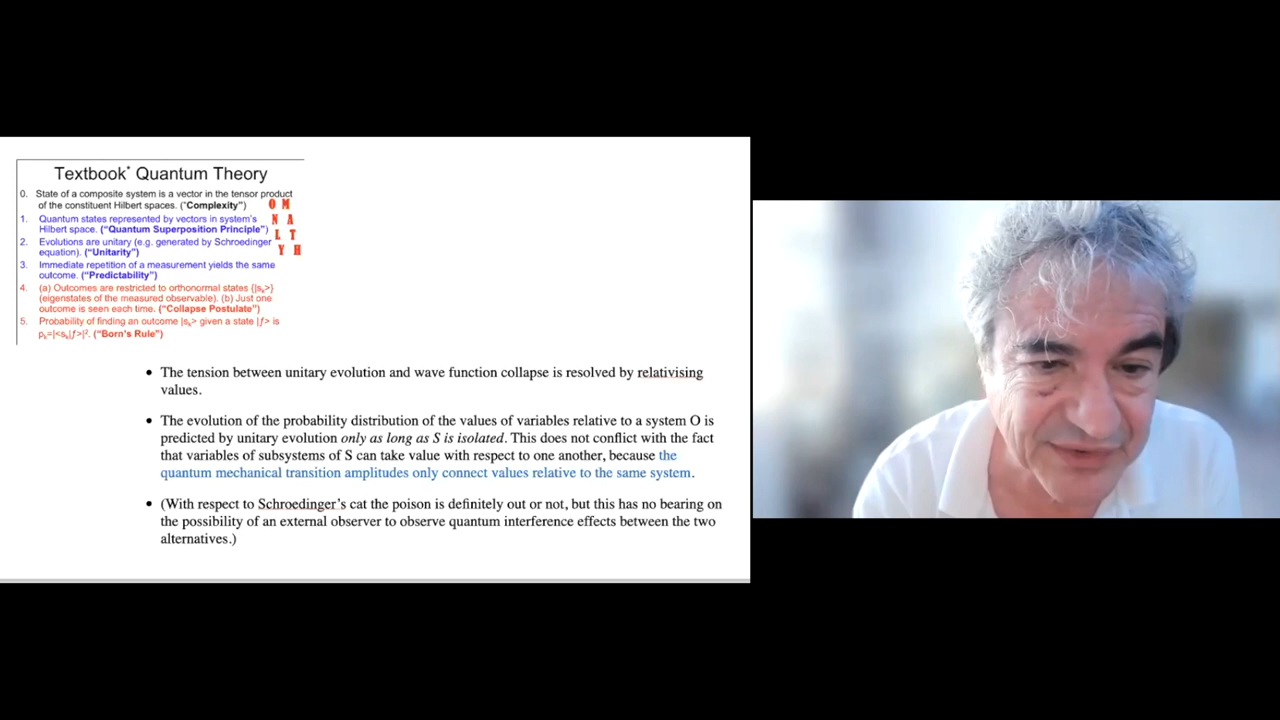 Textbook* Quantum Theory
0. State of a composite system is a vector in the tensor product
of the constituent Hilbert spaces. ("Complexity")
O M
1. Quantum states represented by vectors in system's
N A
Hilbert space. ("Quantum Superposition Principle")
L T
2. Evolutions are unitary (e.g. generated by Schroedinger
equation). ("Unitarity")
Y H
3. Immediate repetition of a measurement yields the same
outcome. ("Predictability")
4. (a) Outcomes are restricted to orthonormal states {|sₖ>}
(eigenstates of the measured observable). (b) Just one
outcome is seen each time. ("Collapse Postulate")
5. Probability of finding an outcome |sₖ> given a state |ƒ> is
pₖ=|<sₖ|ƒ>|². ("Born's Rule")
• The tension between unitary evolution and wave function collapse is resolved by relativising
values.
• The evolution of the probability distribution of the values of variables relative to a system O is
predicted by unitary evolution only as long as S is isolated. This does not conflict with the fact
that variables of subsystems of S can take value with respect to one another, because the
quantum mechanical transition amplitudes only connect values relative to the same system.
• (With respect to Schroedinger's cat the poison is definitely out or not, but this has no bearing on
the possibility of an external observer to observe quantum interference effects between the two
alternatives.)